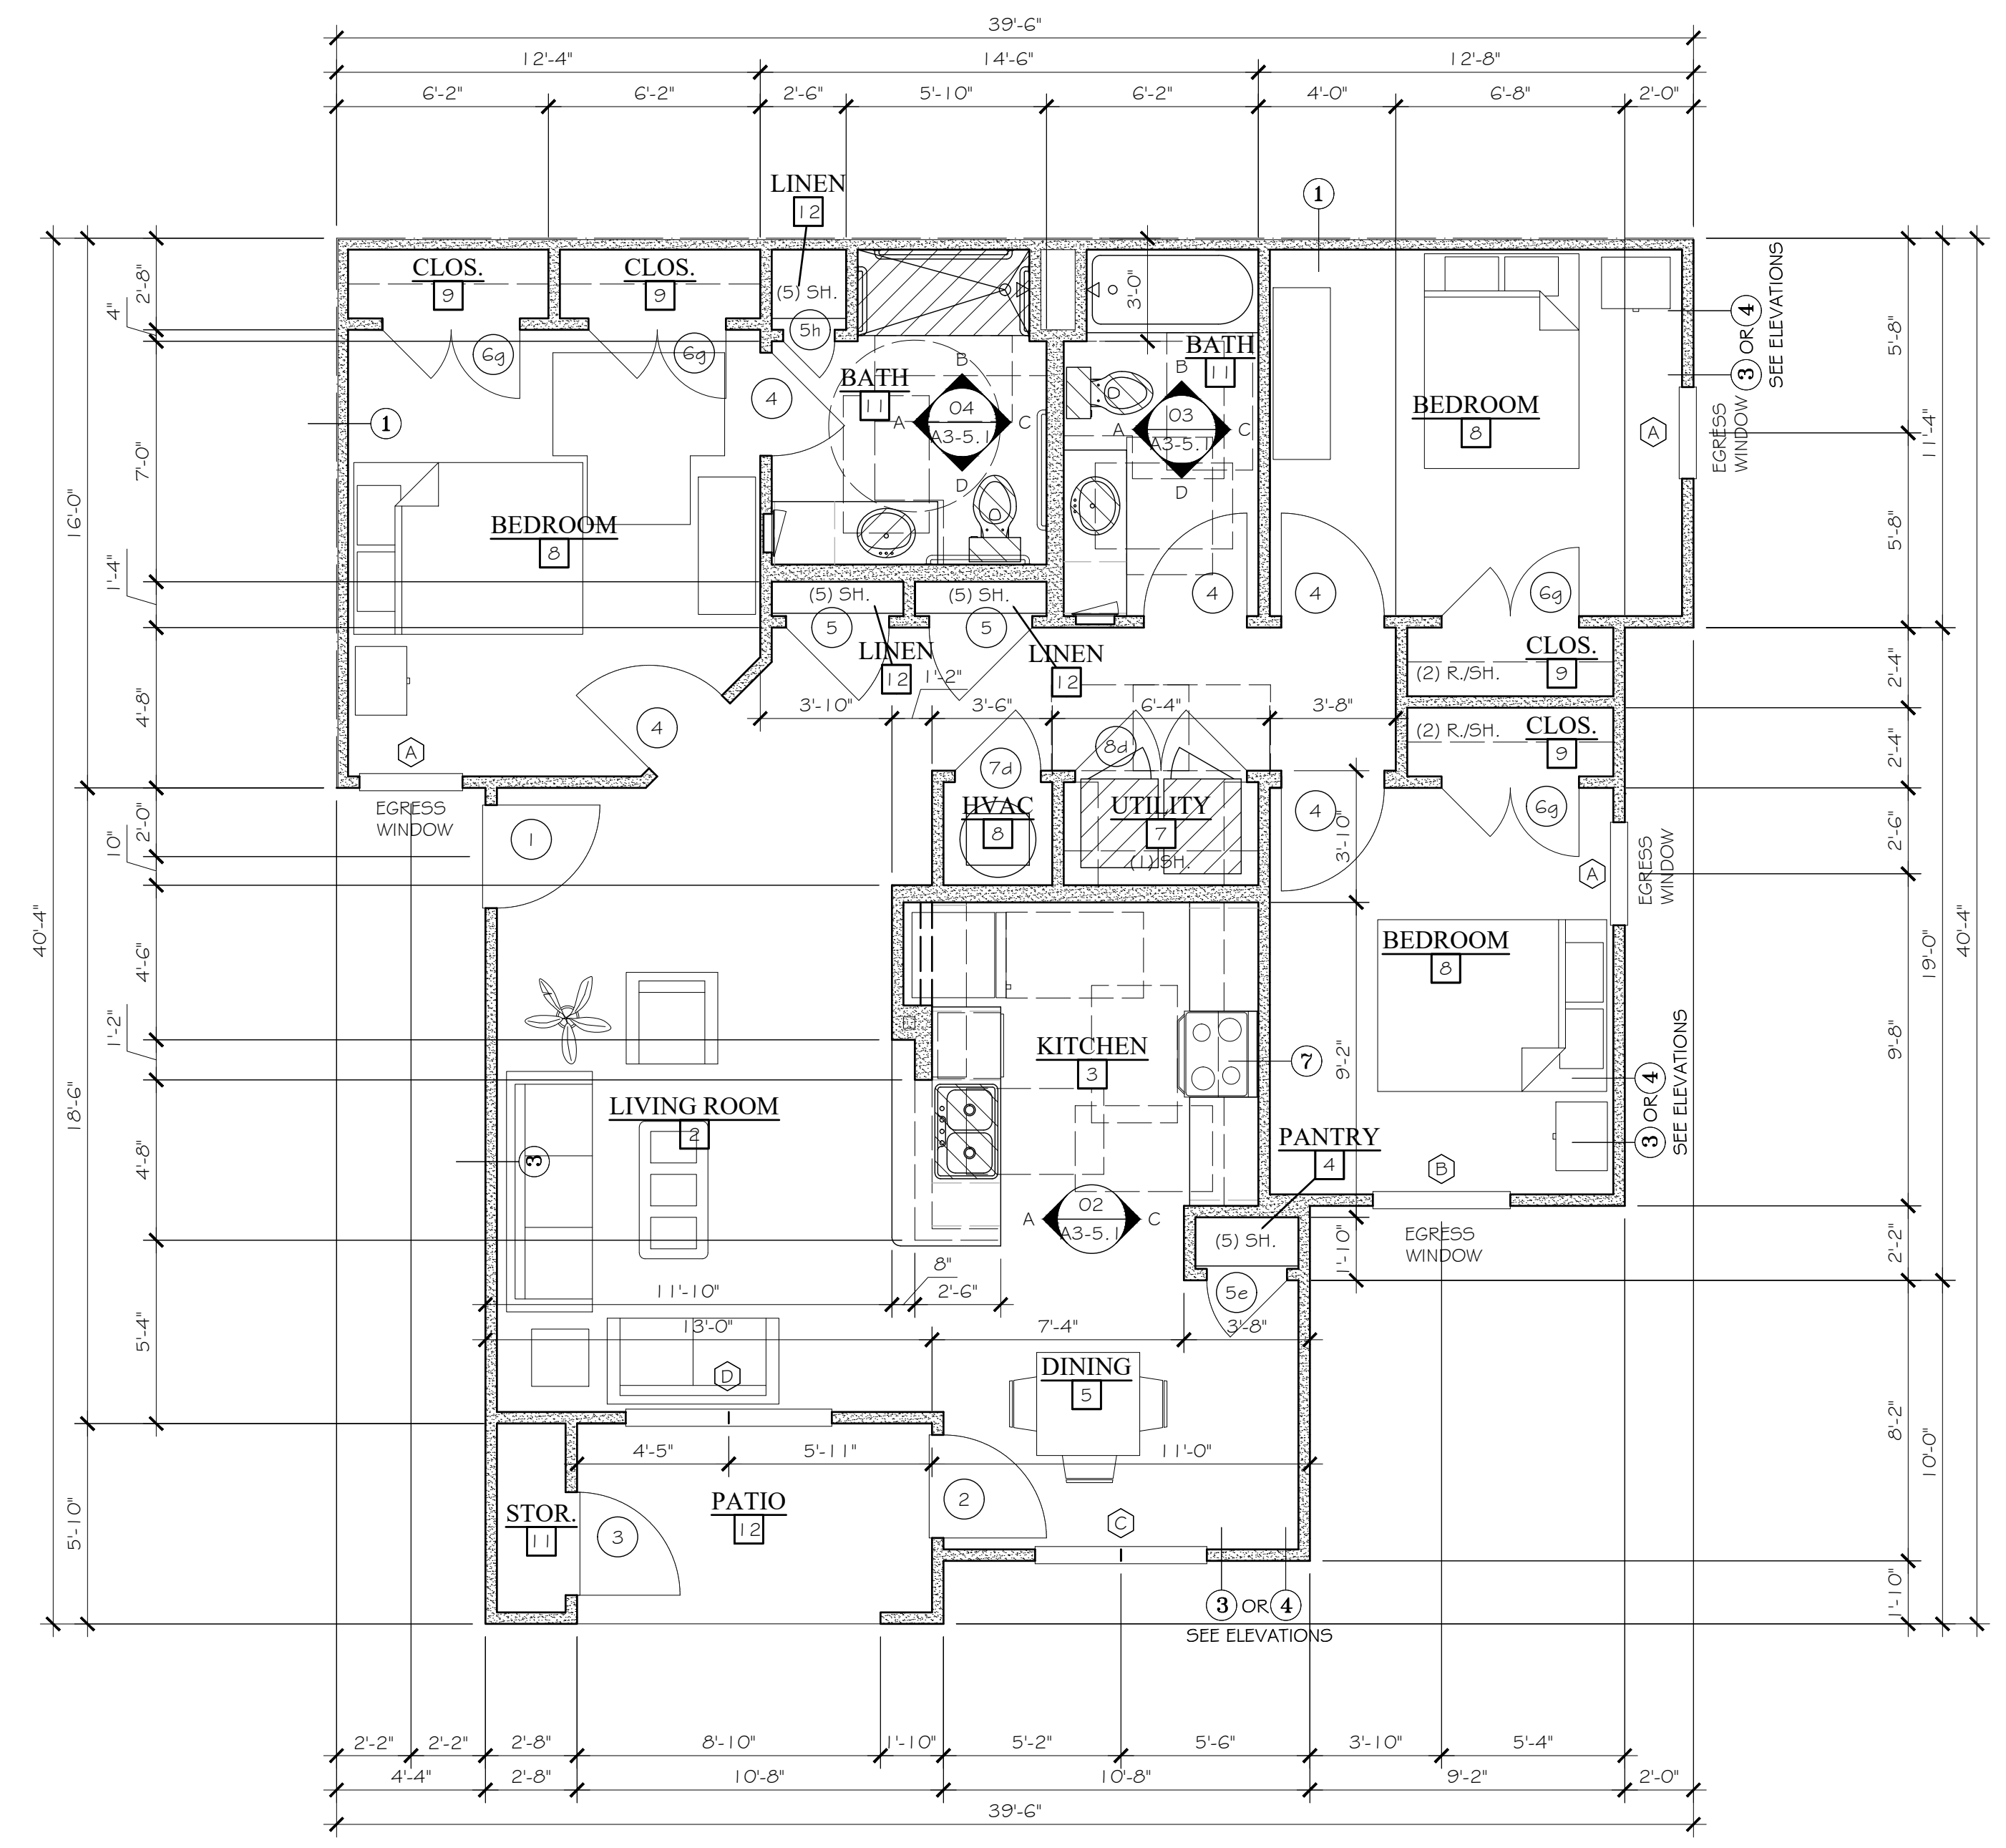 39'-6"
12'-4" 14'-6" 12'-8"
6'-2" 6'-2" 2'-6" 5'-10" 6'-2" 4'-0" 6'-8" 2'-0"
LINEN
12
1
CLOS.
9
CLOS.
9
(5) SH.
5h
6g
6g
4
1
BATH
11
B
04
A C
A3-5.1
D
3'-0"
BATH
11
B
03
A C
A3-5.1
D
BEDROOM
8
A
EGRESS
WINDOW
4
3 OR 4
SEE ELEVATIONS
BEDROOM
8
(5) SH.
(5) SH.
5
5
4
4
6g
LINEN
12
LINEN
12
CLOS.
9
(2) R./SH.
CLOS.
9
(2) R./SH.
1'-2"
3'-10" 3'-6" 6'-4" 3'-8"
4
A
EGRESS
WINDOW
1
7d
8d
HVAC
8
UTILITY
7
(1) SH.
4
3'-10"
6g
A
EGRESS
WINDOW
BEDROOM
8
KITCHEN
3
7
9'-2"
3 OR 4
SEE ELEVATIONS
LIVING ROOM
2
3
PANTRY
4
B
EGRESS
WINDOW
02
A C
A3-5.1
(5) SH.
1'-10"
5e
8"
11'-10" 2'-6"
13'-0" 7'-4" 3'-8"
D
DINING
5
4'-5" 5'-11" 11'-0"
STOR.
11
PATIO
12
3
2
C
3 OR 4
SEE ELEVATIONS
40'-4"
16'-0"
18'-6"
5'-10"
2'-8"
4"
7'-0"
1'-4"
4'-8"
2'-0"
10"
4'-6"
1'-2"
4'-8"
5'-4"
5'-8"
5'-8"
2'-4"
2'-4"
2'-6"
9'-8"
2'-2"
8'-2"
1'-10"
11'-4"
19'-0"
10'-0"
40'-4"
2'-2" 2'-2" 2'-8" 8'-10" 1'-10" 5'-2" 5'-6" 3'-10" 5'-4"
4'-4" 2'-8" 10'-8" 10'-8" 9'-2" 2'-0"
39'-6"